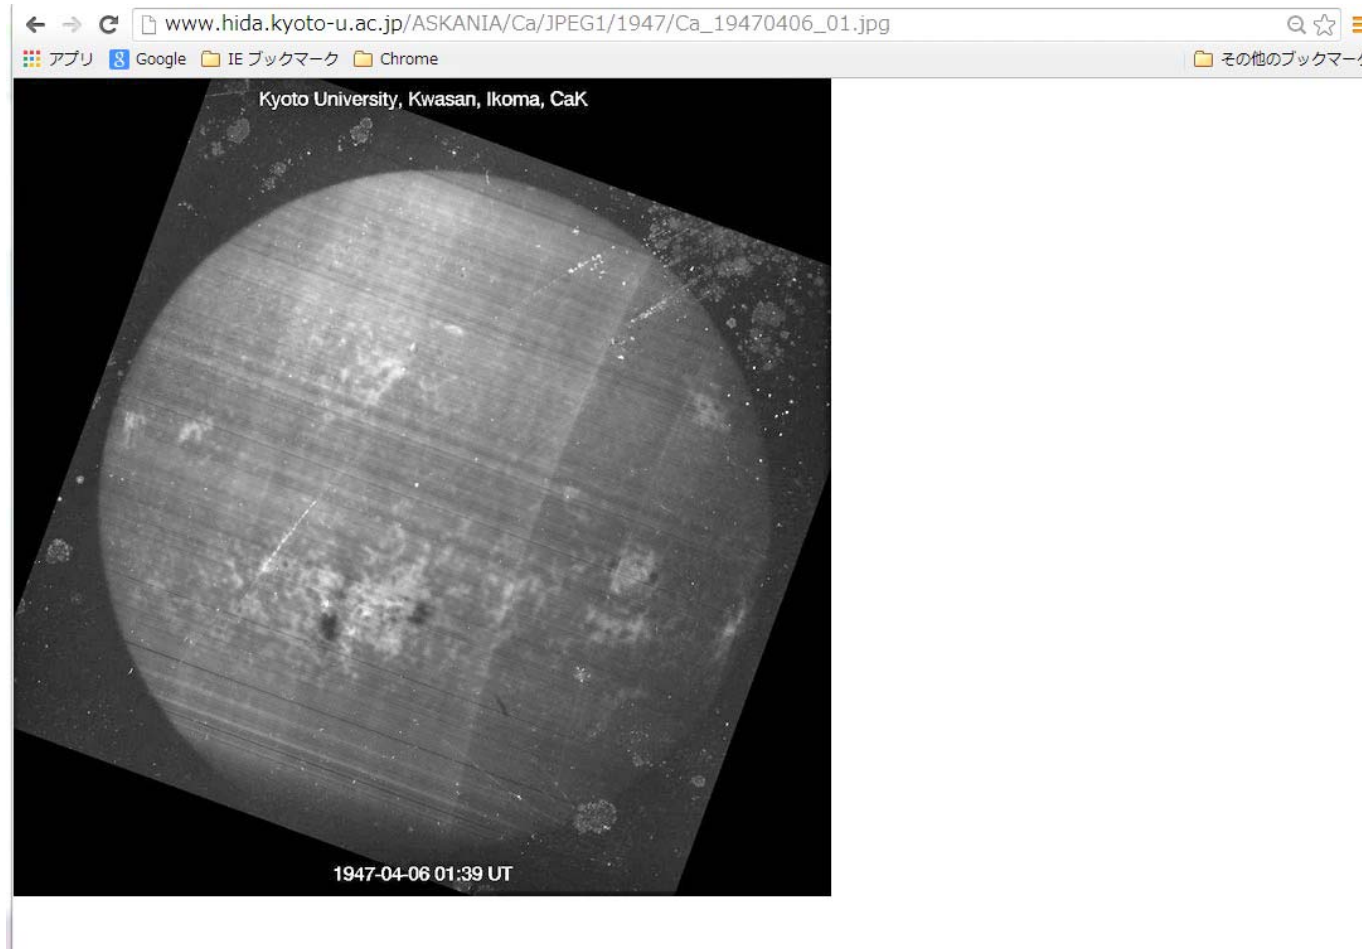 www.hida.kyoto-u.ac.jp/ASKANIA/Ca/JPEG1/1947/Ca_19470406_01.jpg
アプリ Google IE ブックマーク Chrome その他のブックマーク
Kyoto University, Kwasan, Ikoma, CaK
1947-04-06 01:39 UT